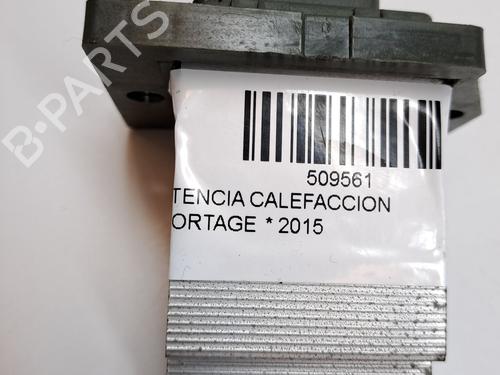 509561
TENCIA CALEFACCION
ORTAGE * 2015
B-PARTS